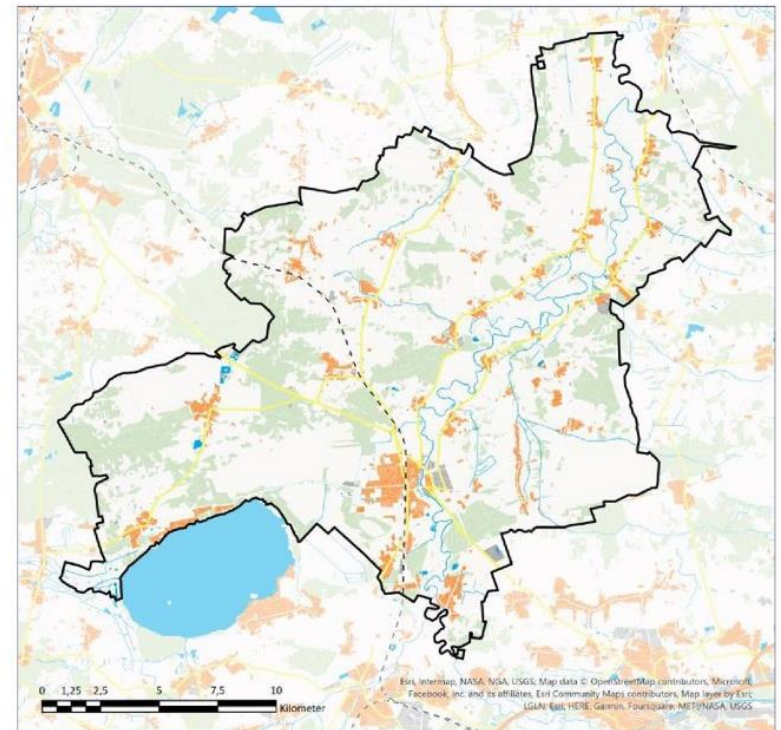 0 1,25 2,5 5 7,5 10
Kilometer
Esri, Intermap, NASA, NGA, USGS; Map data © OpenStreetMap contributors, Microsoft,
Facebook, Inc. and its affiliates, Esri Community Maps contributors, Map layer by Esri;
LGLN, Esri, HERE, Garmin, Foursquare, METI/NASA, USGS